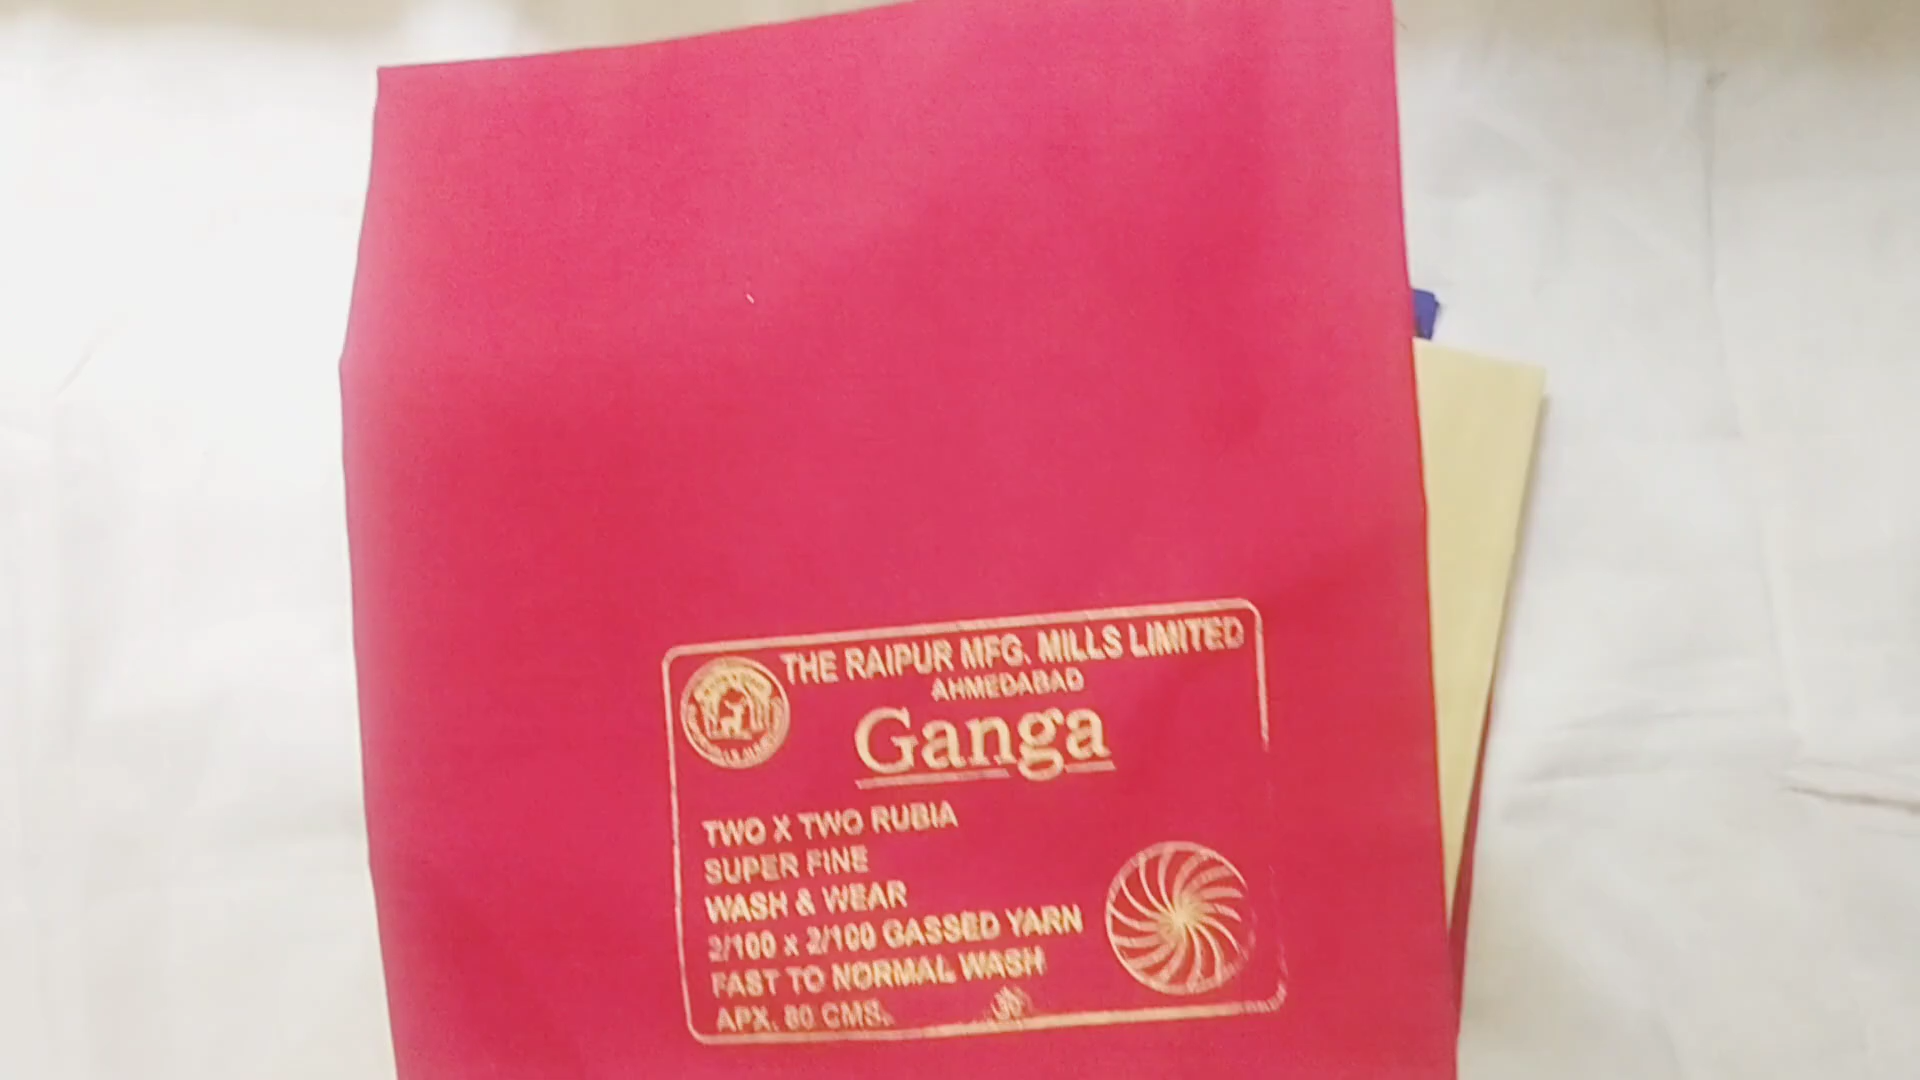 THE RAIPUR MFG. MILLS LIMITED
AHMEDABAD
Ganga
TWO X TWO RUBIA
SUPER FINE
WASH & WEAR
2/100 x 2/100 GASSED YARN
FAST TO NORMAL WASH
APX. 80 CMS.
ॐ